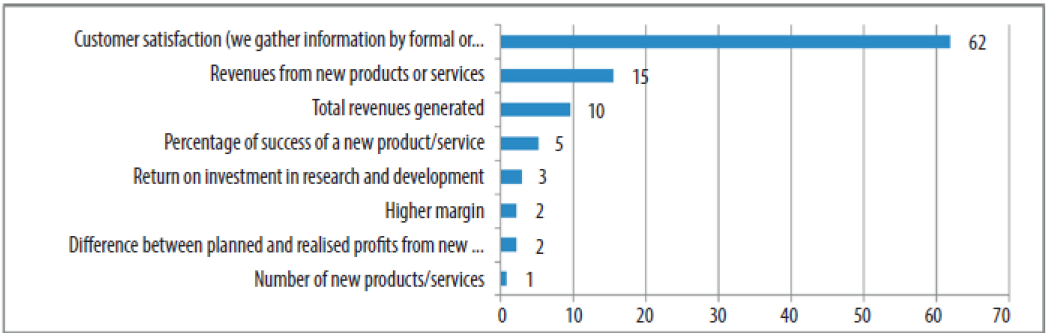 Customer satisfaction (we gather information by formal or... 62
Revenues from new products or services 15
Total revenues generated 10
Percentage of success of a new product/service 5
Return on investment in research and development 3
Higher margin 2
Difference between planned and realised profits from new ... 2
Number of new products/services 1
0 10 20 30 40 50 60 70